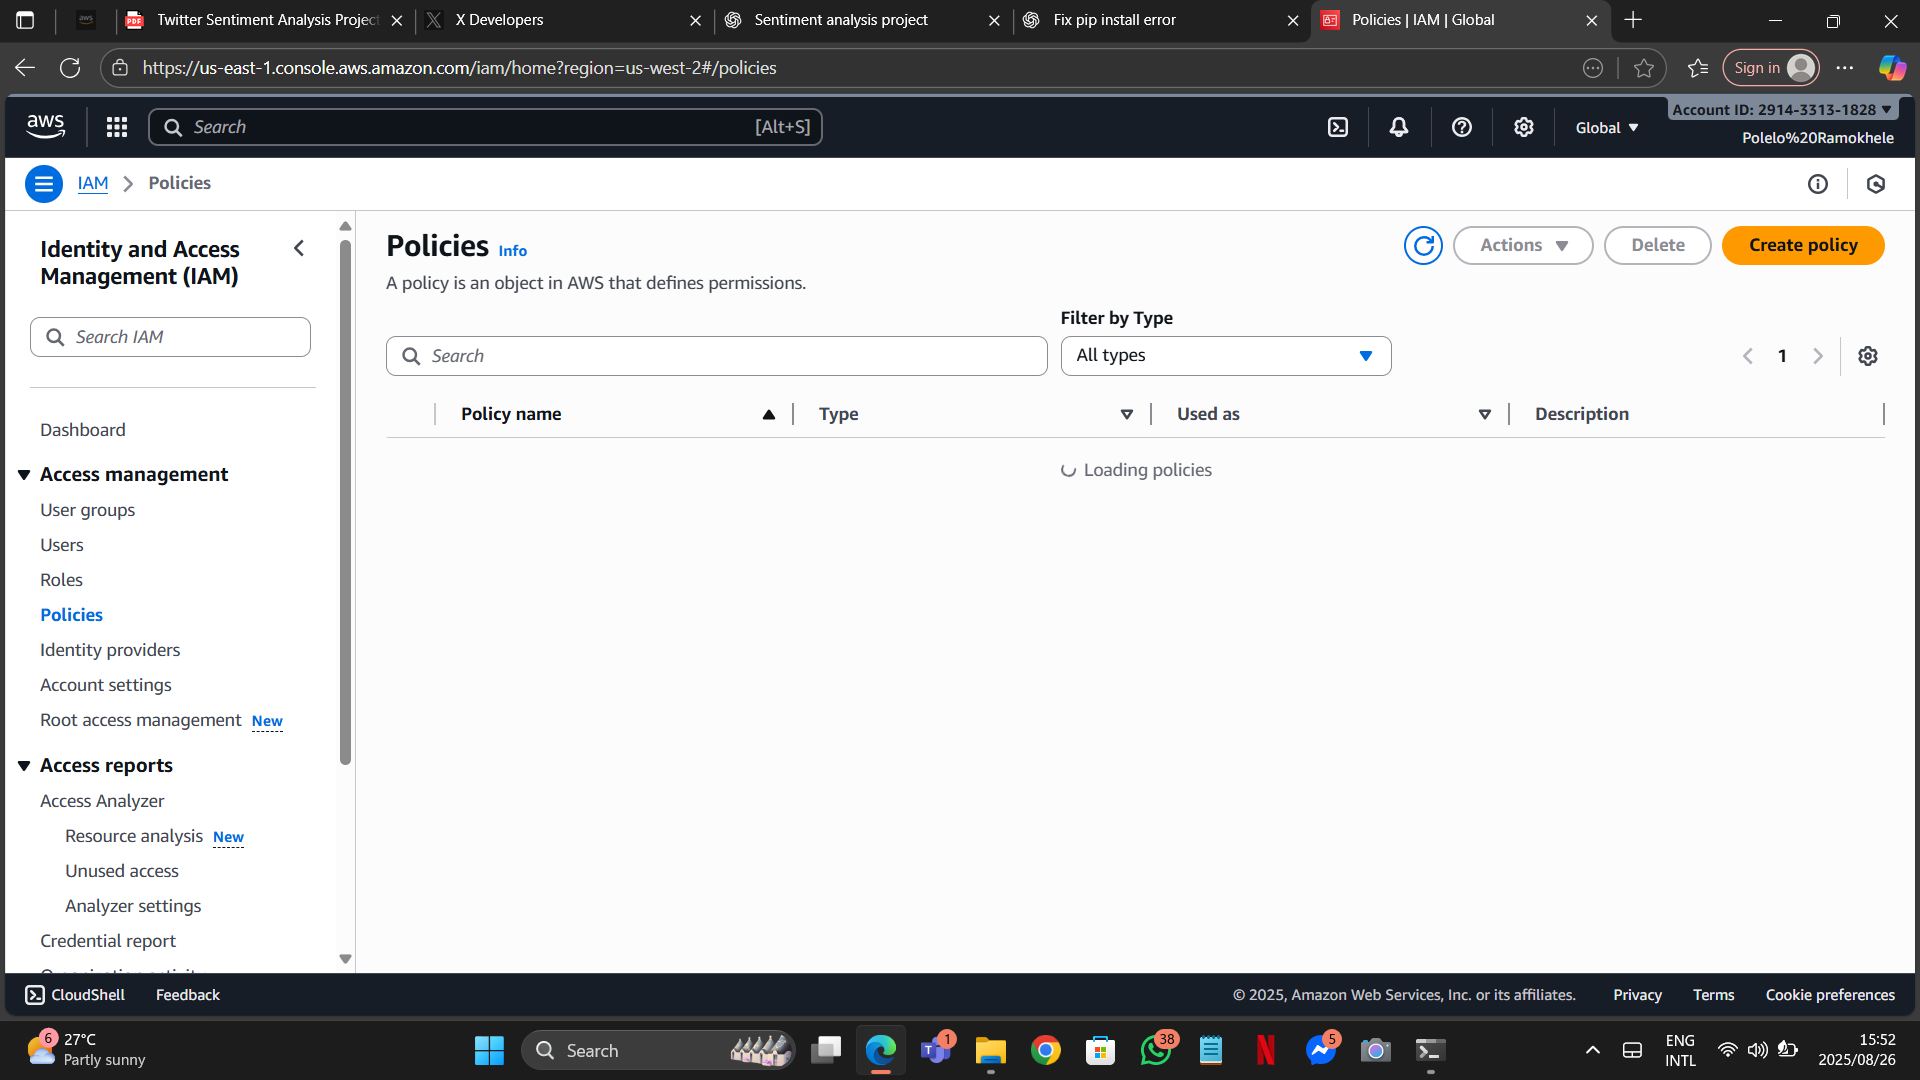 Twitter Sentiment Analysis Project
X Developers
Sentiment analysis project
Fix pip install error
Policies | IAM | Global
https://us-east-1.console.aws.amazon.com/iam/home?region=us-west-2#/policies
Sign in
aws
Search
[Alt+S]
Global
Account ID: 2914-3313-1828
Polelo%20Ramokhele
IAM
Policies
Identity and Access
Management (IAM)
Search IAM
Dashboard
Access management
User groups
Users
Roles
Policies
Identity providers
Account settings
Root access management New
Access reports
Access Analyzer
Resource analysis New
Unused access
Analyzer settings
Credential report
Policies Info
A policy is an object in AWS that defines permissions.
Actions
Delete
Create policy
Filter by Type
Search
All types
1
Policy name
Type
Used as
Description
Loading policies
CloudShell
Feedback
© 2025, Amazon Web Services, Inc. or its affiliates.
Privacy
Terms
Cookie preferences
6
27°C
Partly sunny
Search
1
38
5
ENG
INTL
15:52
2025/08/26